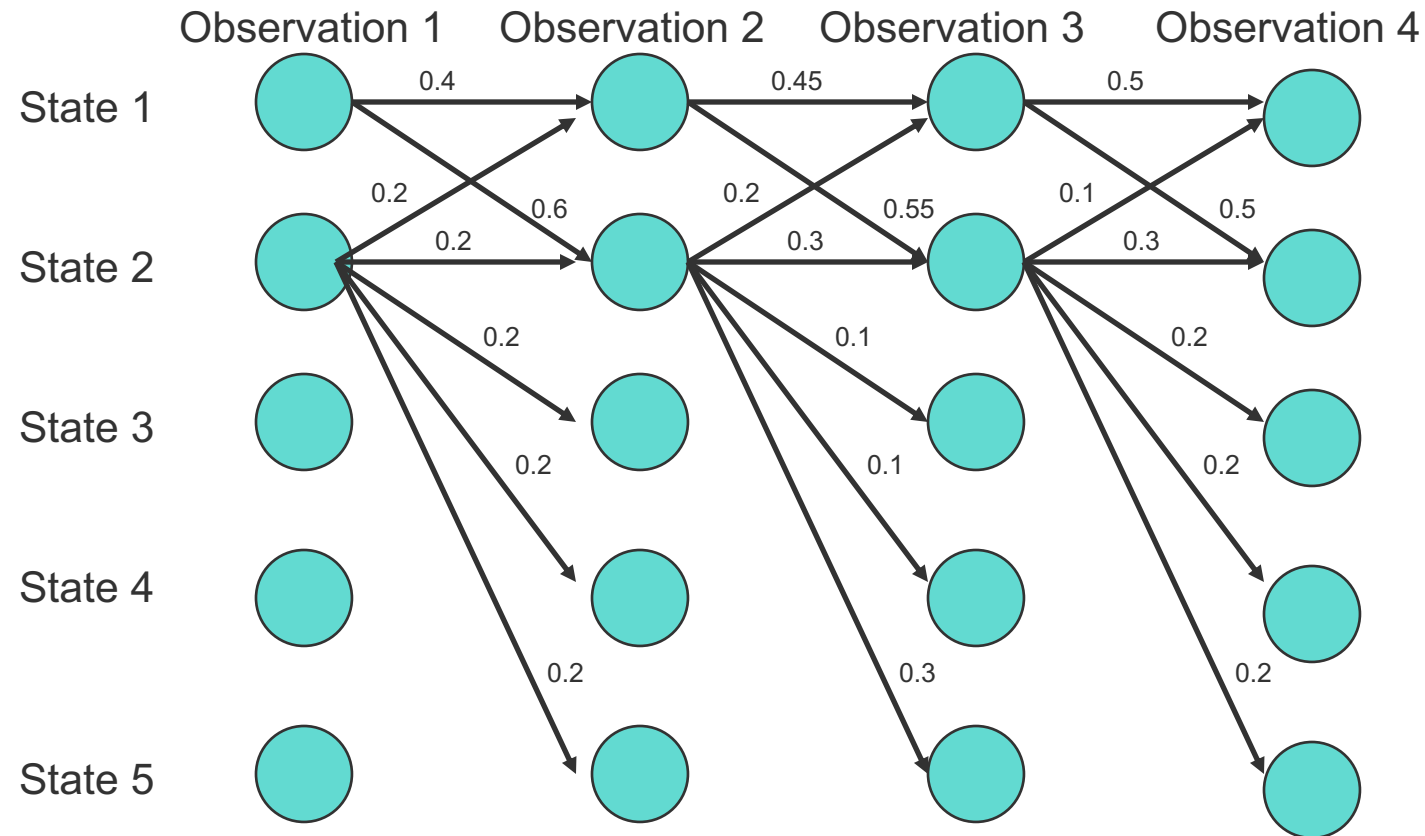 Observation 1 Observation 2 Observation 3 Observation 4
State 1
0.4 0.45 0.5
0.2 0.6 0.2 0.55 0.1 0.5
State 2
0.2 0.3 0.3
0.2 0.1 0.2
State 3
0.2 0.1 0.2
State 4
0.2 0.3 0.2
State 5